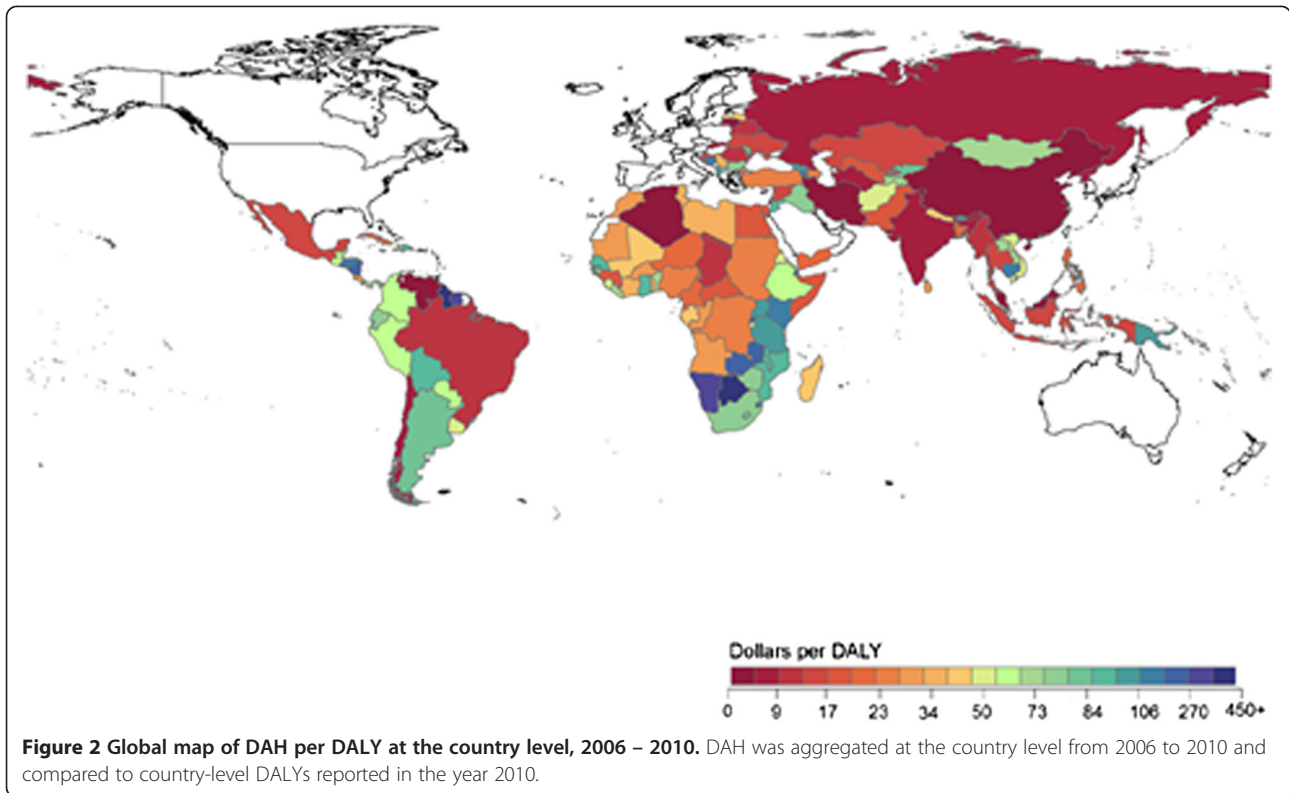 Dollars per DALY
0 9 17 23 34 50 73 84 106 270 450+
Figure 2 Global map of DAH per DALY at the country level, 2006 – 2010. DAH was aggregated at the country level from 2006 to 2010 and
compared to country-level DALYs reported in the year 2010.